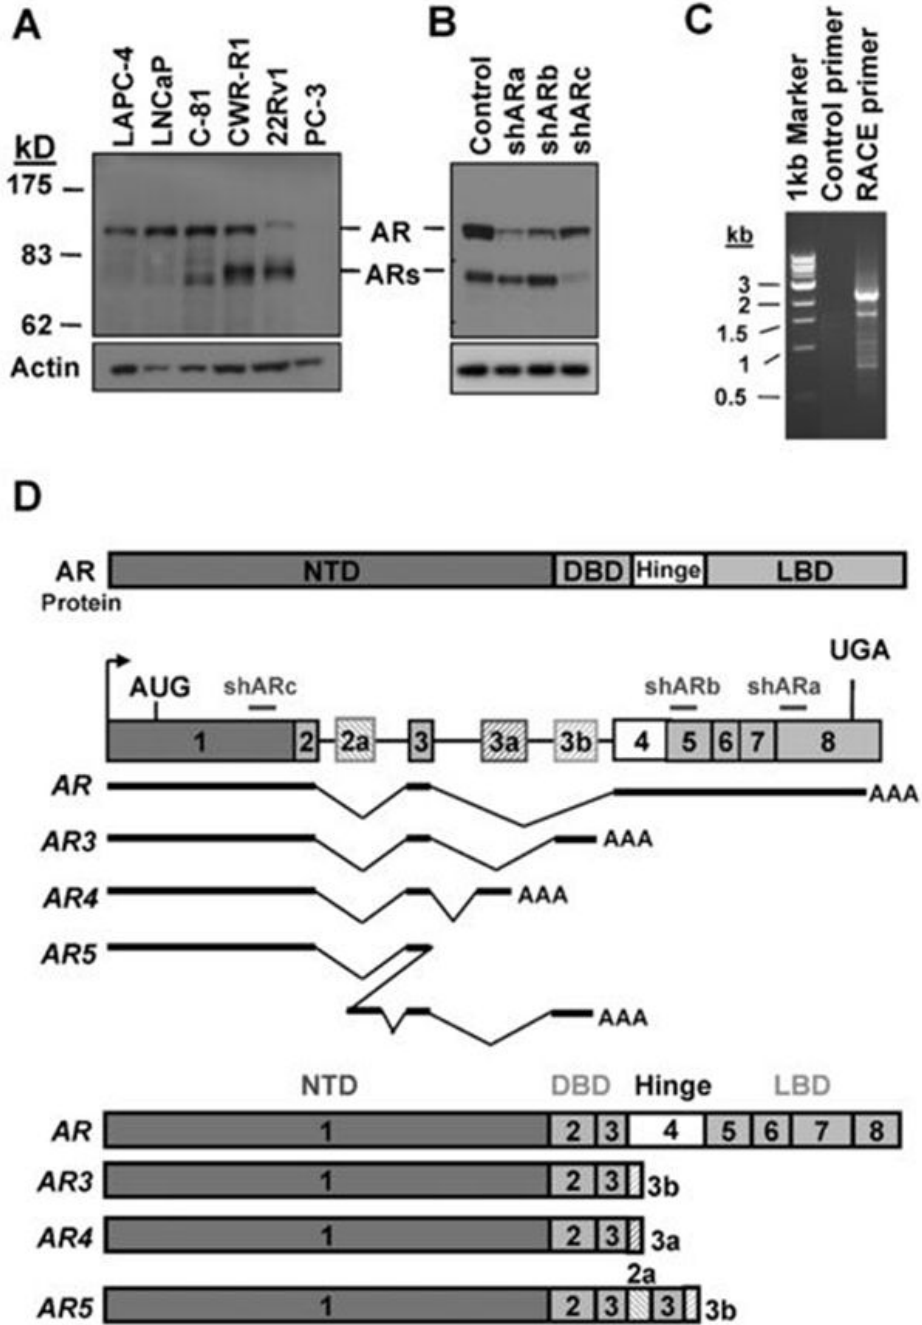 A
LAPC-4
LNCaP
C-81
CWR-R1
22Rv1
PC-3
kD
175
83
62
AR
ARs
Actin
B
Control
shARa
shARb
shARc
C
1kb Marker
Control primer
RACE primer
kb
3
2
1.5
1
0.5
D
AR NTD DBD Hinge LBD
Protein
UGA
AUG shARc shARb shARa
1 2 2a 3 3a 3b 4 5 6 7 8
AR AAA
AR3 AAA
AR4 AAA
AR5
AAA
NTD DBD Hinge LBD
AR 1 2 3 4 5 6 7 8
AR3 1 2 3 3b
AR4 1 2 3 3a
2a
AR5 1 2 3 3 3b